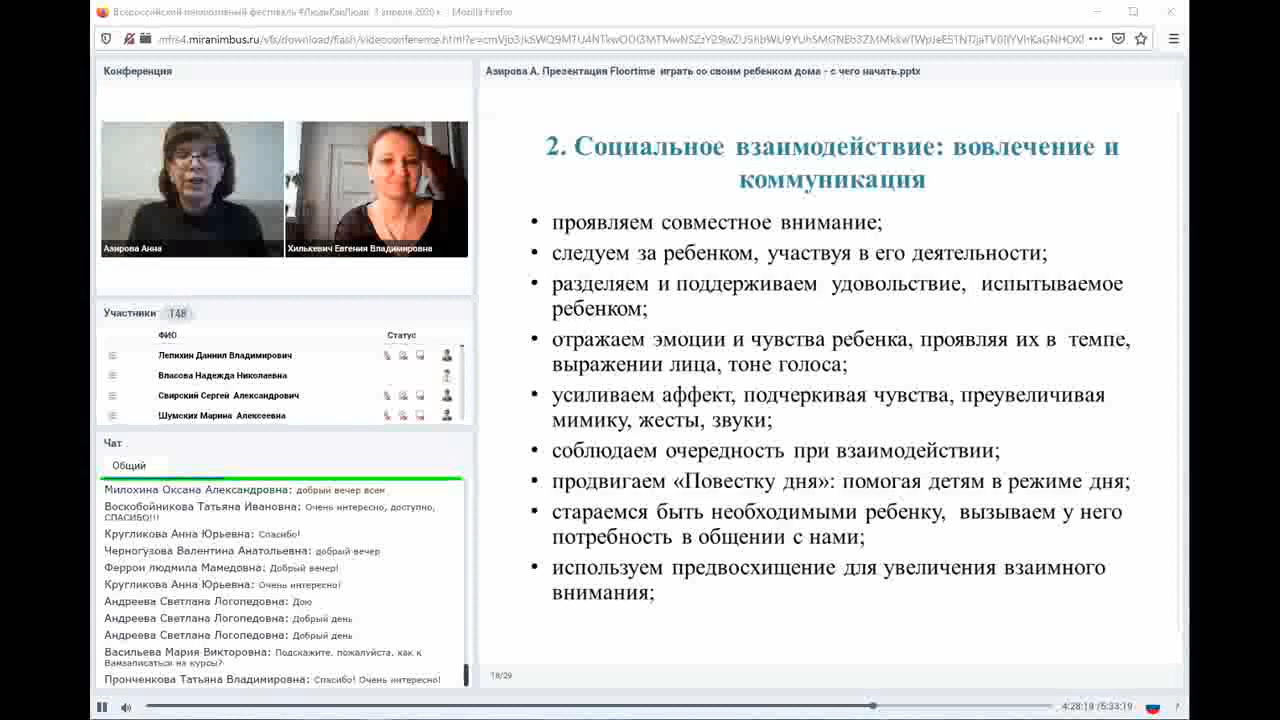 Всероссийский инклюзивный фестиваль #ЛюдиКакЛюди 3 апреля 2020 г. | Mozilla Firefox
Конференция
Азирова Анна
Хилькевич Евгения Владимировна
Участники 148
ФИО Статус
Лепихин Даниил Владимирович
Власова Надежда Николаевна
Свирский Сергей Александрович
Шумских Марина Алексеевна
Чат
Общий
Милохина Оксана Александровна: добрый вечер всем
Воскобойникова Татьяна Ивановна: Очень интересно, доступно,
СПАСИБО!!!
Кругликова Анна Юрьевна: Спасибо!
Черногузова Валентина Анатольевна: добрый вечер
Феррои людмила Мамедовна: Добрый вечер!
Кругликова Анна Юрьевна: Очень интересно!
Андреева Светлана Логопедовна: Дою
Андреева Светлана Логопедовна: Добрый день
Андреева Светлана Логопедовна: Добрый день
Васильева Мария Викторовна: Подскажите, пожалуйста, как к
Вамзаписаться на курсы?
Пронченкова Татьяна Владимировна: Спасибо! Очень интересно!
Азирова А. Презентация Floortime играть со своим ребенком дома - с чего начать.pptx
2. Социальное взаимодействие: вовлечение и
коммуникация
• проявляем совместное внимание;
• следуем за ребенком, участвуя в его деятельности;
• разделяем и поддерживаем удовольствие, испытываемое
ребенком;
• отражаем эмоции и чувства ребенка, проявляя их в темпе,
выражении лица, тоне голоса;
• усиливаем аффект, подчеркивая чувства, преувеличивая
мимику, жесты, звуки;
• соблюдаем очередность при взаимодействии;
• продвигаем «Повестку дня»: помогая детям в режиме дня;
• стараемся быть необходимыми ребенку, вызываем у него
потребность в общении с нами;
• используем предвосхищение для увеличения взаимного
внимания;
18/29
4:28:19 / 5:33:19